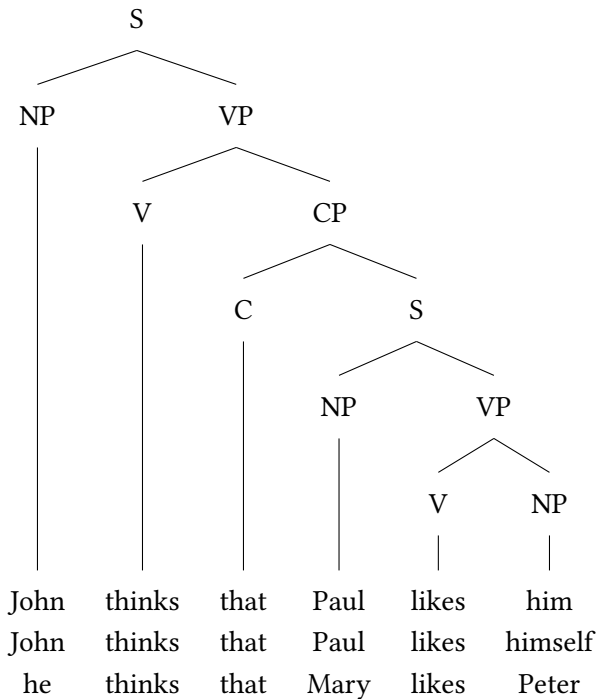 S
NP VP
V CP
C S
NP VP
V NP
John thinks that Paul likes him
John thinks that Paul likes himself
he thinks that Mary likes Peter